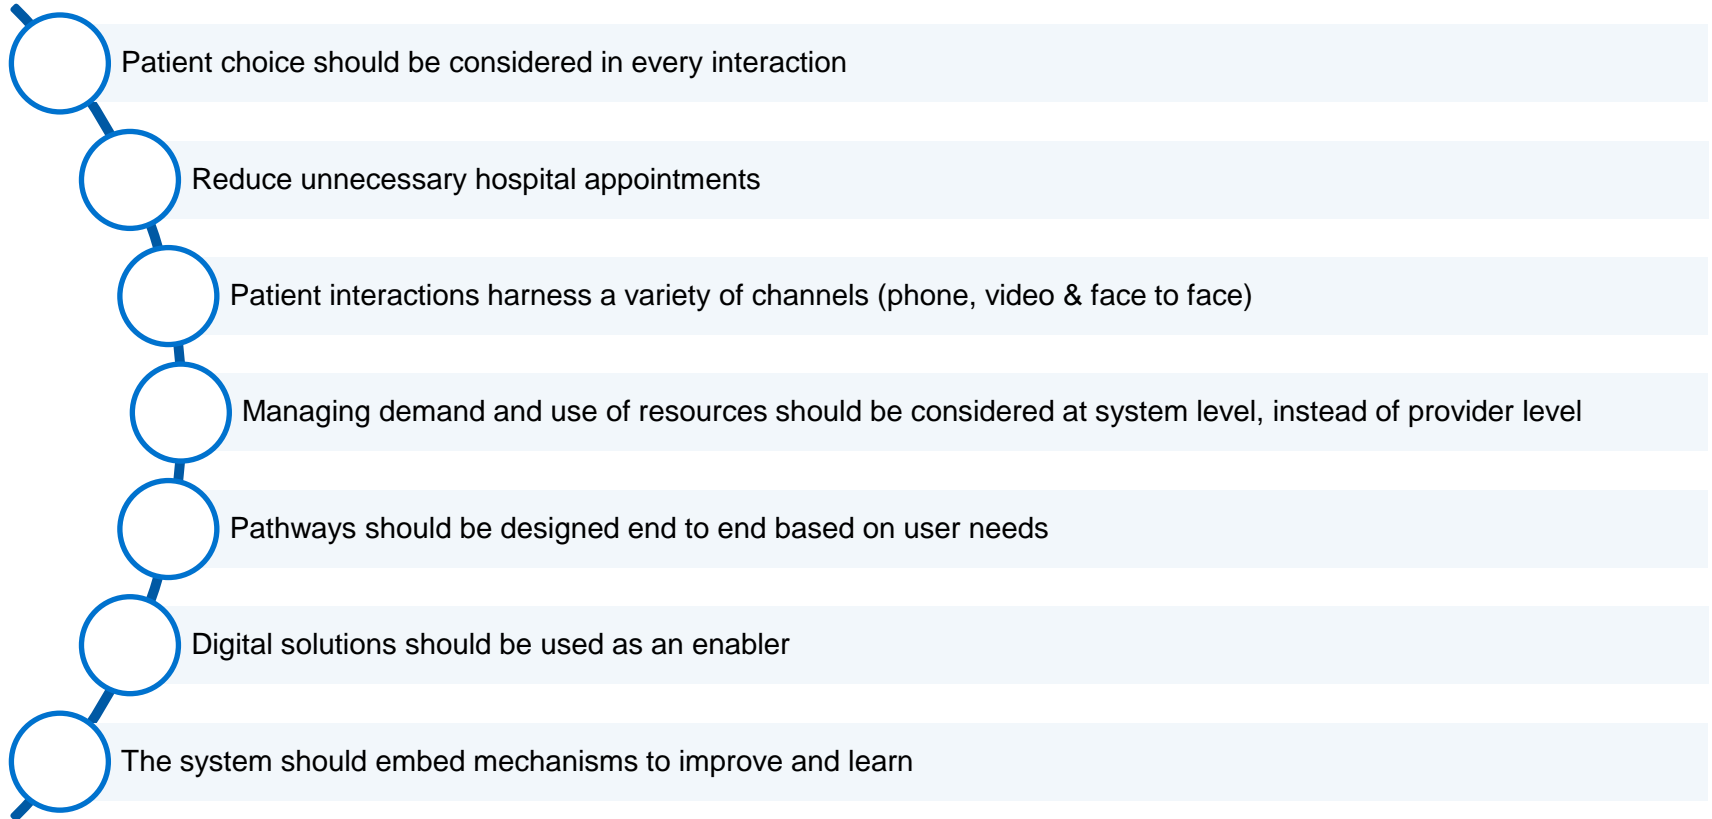 Patient choice should be considered in every interaction
Reduce unnecessary hospital appointments
Patient interactions harness a variety of channels (phone, video & face to face)
Managing demand and use of resources should be considered at system level, instead of provider level
Pathways should be designed end to end based on user needs
Digital solutions should be used as an enabler
The system should embed mechanisms to improve and learn